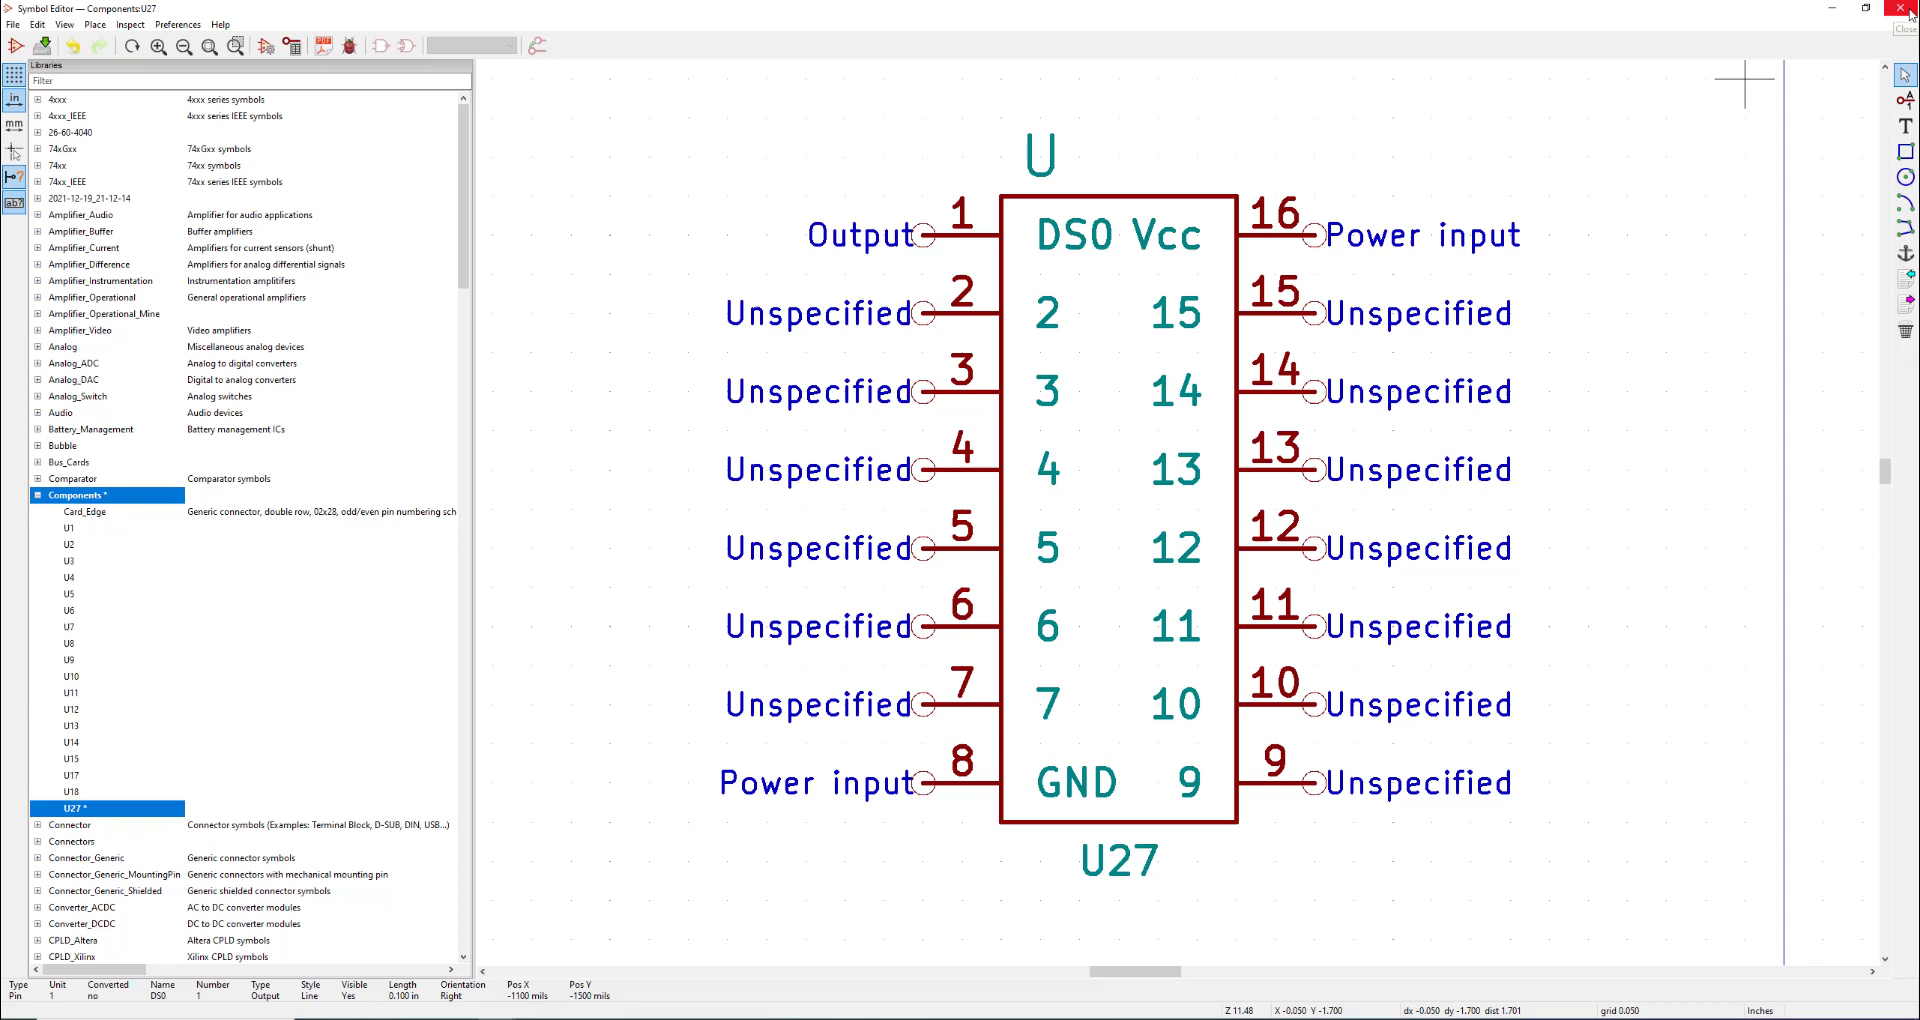 Symbol Editor — Components:U27
File Edit View Place Inspect Preferences Help
Close
Libraries
Filter
4xxx 4xxx series symbols
4xxx_IEEE 4xxx series IEEE symbols
26-60-4040
74xGxx 74xGxx symbols
74xx 74xx symbols
74xx_IEEE 74xx series IEEE symbols
2021-12-19_21-12-14
Amplifier_Audio Amplifier for audio applications
Amplifier_Buffer Buffer amplifiers
Amplifier_Current Amplifiers for current sensors (shunt)
Amplifier_Difference Amplifiers for analog differential signals
Amplifier_Instrumentation Instrumentation amplitifers
Amplifier_Operational General operational amplifiers
Amplifier_Operational_Mine
Amplifier_Video Video amplifiers
Analog Miscellaneous analog devices
Analog_ADC Analog to digital converters
Analog_DAC Digital to analog converters
Analog_Switch Analog switches
Audio Audio devices
Battery_Management Battery management ICs
Bubble
Bus_Cards
Comparator Comparator symbols
Components *
Card_Edge Generic connector, double row, 02x28, odd/even pin numbering sch
U1
U2
U3
U4
U5
U6
U7
U8
U9
U10
U11
U12
U13
U14
U15
U17
U18
U27 *
Connector Connector symbols (Examples: Terminal Block, D-SUB, DIN, USB...)
Connectors
Connector_Generic Generic connector symbols
Connector_Generic_MountingPin Generic connectors with mechanical mounting pin
Connector_Generic_Shielded Generic shielded connector symbols
Converter_ACDC AC to DC converter modules
Converter_DCDC DC to DC converter modules
CPLD_Altera Altera CPLD symbols
CPLD_Xilinx Xilinx CPLD symbols
in
mm
ab?
PDF
T
U
Output 1 DS0 Vcc 16 Power input
Unspecified 2 2 15 15 Unspecified
Unspecified 3 3 14 14 Unspecified
Unspecified 4 4 13 13 Unspecified
Unspecified 5 5 12 12 Unspecified
Unspecified 6 6 11 11 Unspecified
Unspecified 7 7 10 10 Unspecified
Power input 8 GND 9 9 Unspecified
U27
Type Unit Converted Name Number Type Style Visible Length Orientation Pos X Pos Y
Pin 1 no DS0 1 Output Line Yes 0.100 in Right -1100 mils -1500 mils
Z 11.48 X -0.050 Y -1.700 dx -0.050 dy -1.700 dist 1.701 grid 0.050 Inches